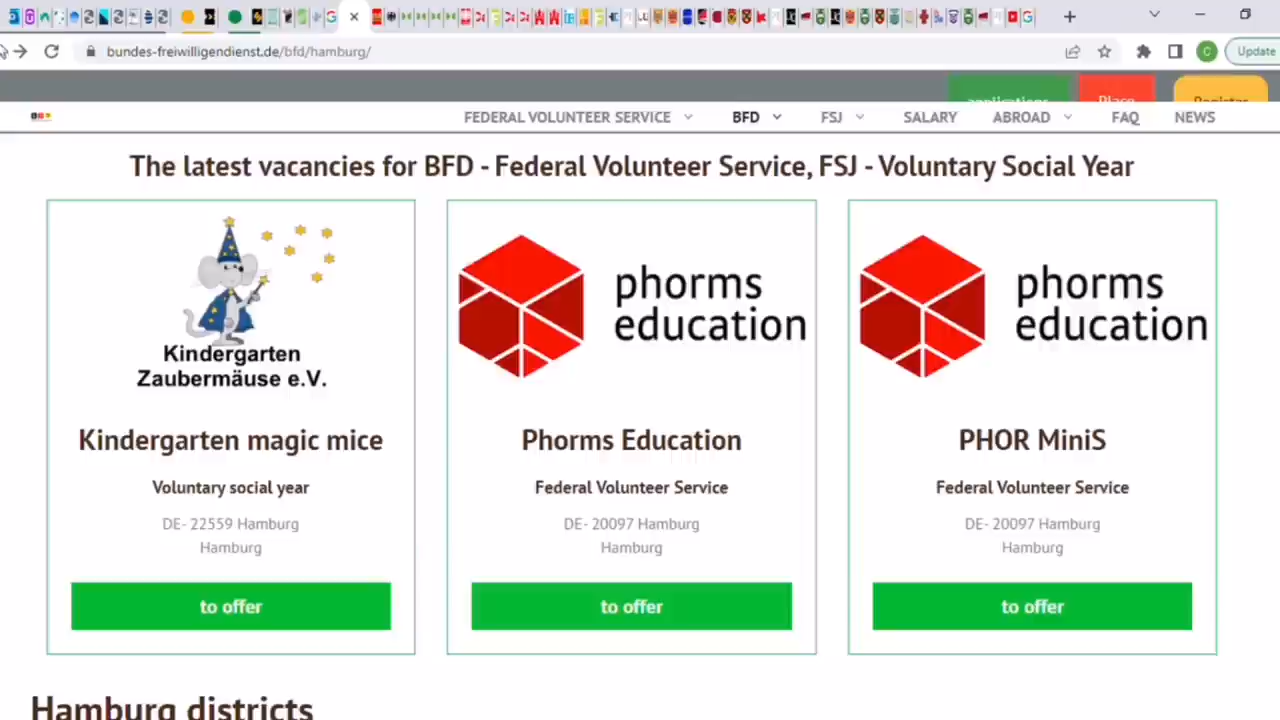 bundes-freiwilligendienst.de/bfd/hamburg/
Update
FEDERAL VOLUNTEER SERVICE BFD FSJ SALARY ABROAD FAQ NEWS
The latest vacancies for BFD - Federal Volunteer Service, FSJ - Voluntary Social Year
Kindergarten
Zaubermäuse e.V.
phorms
education
phorms
education
Kindergarten magic mice
Phorms Education
PHOR MiniS
Voluntary social year
Federal Volunteer Service
Federal Volunteer Service
DE- 22559 Hamburg
DE- 20097 Hamburg
DE- 20097 Hamburg
Hamburg
Hamburg
Hamburg
to offer
to offer
to offer
Hamburg districts